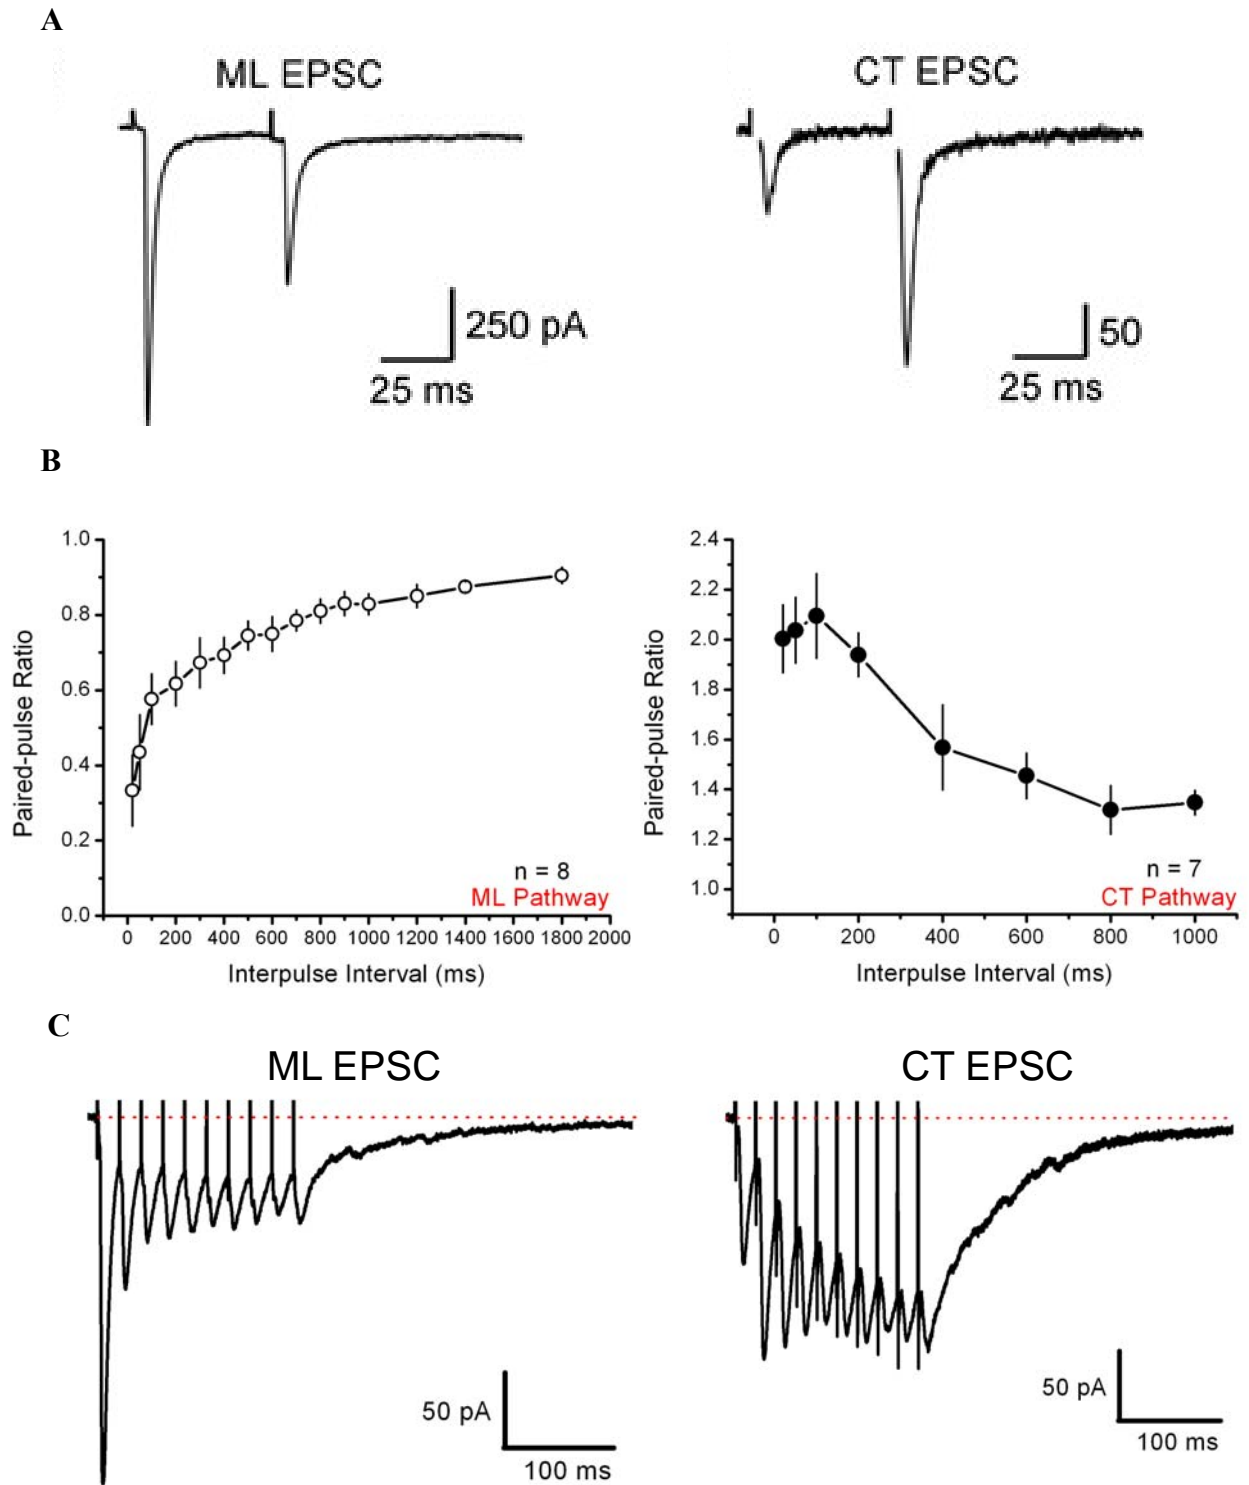 A
ML EPSC
CT EPSC
250 pA
25 ms
50
25 ms
B
1.0
0.8
0.6
0.4
0.2
0.0
Paired-pulse Ratio
n = 8
ML Pathway
0 200 400 600 800 1000 1200 1400 1600 1800 2000
Interpulse Interval (ms)
2.4
2.2
2.0
1.8
1.6
1.4
1.2
1.0
Paired-pulse Ratio
n = 7
CT Pathway
0 200 400 600 800 1000
Interpulse Interval (ms)
C
ML EPSC
CT EPSC
50 pA
100 ms
50 pA
100 ms